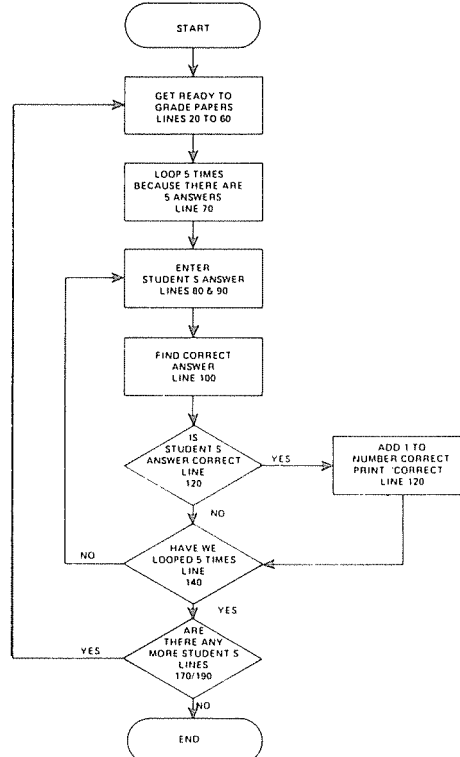 START
GET READY TO
GRADE PAPERS
LINES 20 TO 60
LOOP 5 TIMES
BECAUSE THERE ARE
5 ANSWERS
LINE 70
ENTER
STUDENT S ANSWER
LINES 80 & 90
FIND CORRECT
ANSWER
LINE 100
IS
STUDENT S
ANSWER CORRECT
LINE
120
YES
ADD 1 TO
NUMBER CORRECT
PRINT 'CORRECT
LINE 120
NO
HAVE WE
LOOPED 5 TIMES
LINE
140
NO
YES
ARE
THERE ANY
MORE STUDENT S
LINES
170/190
YES
NO
END